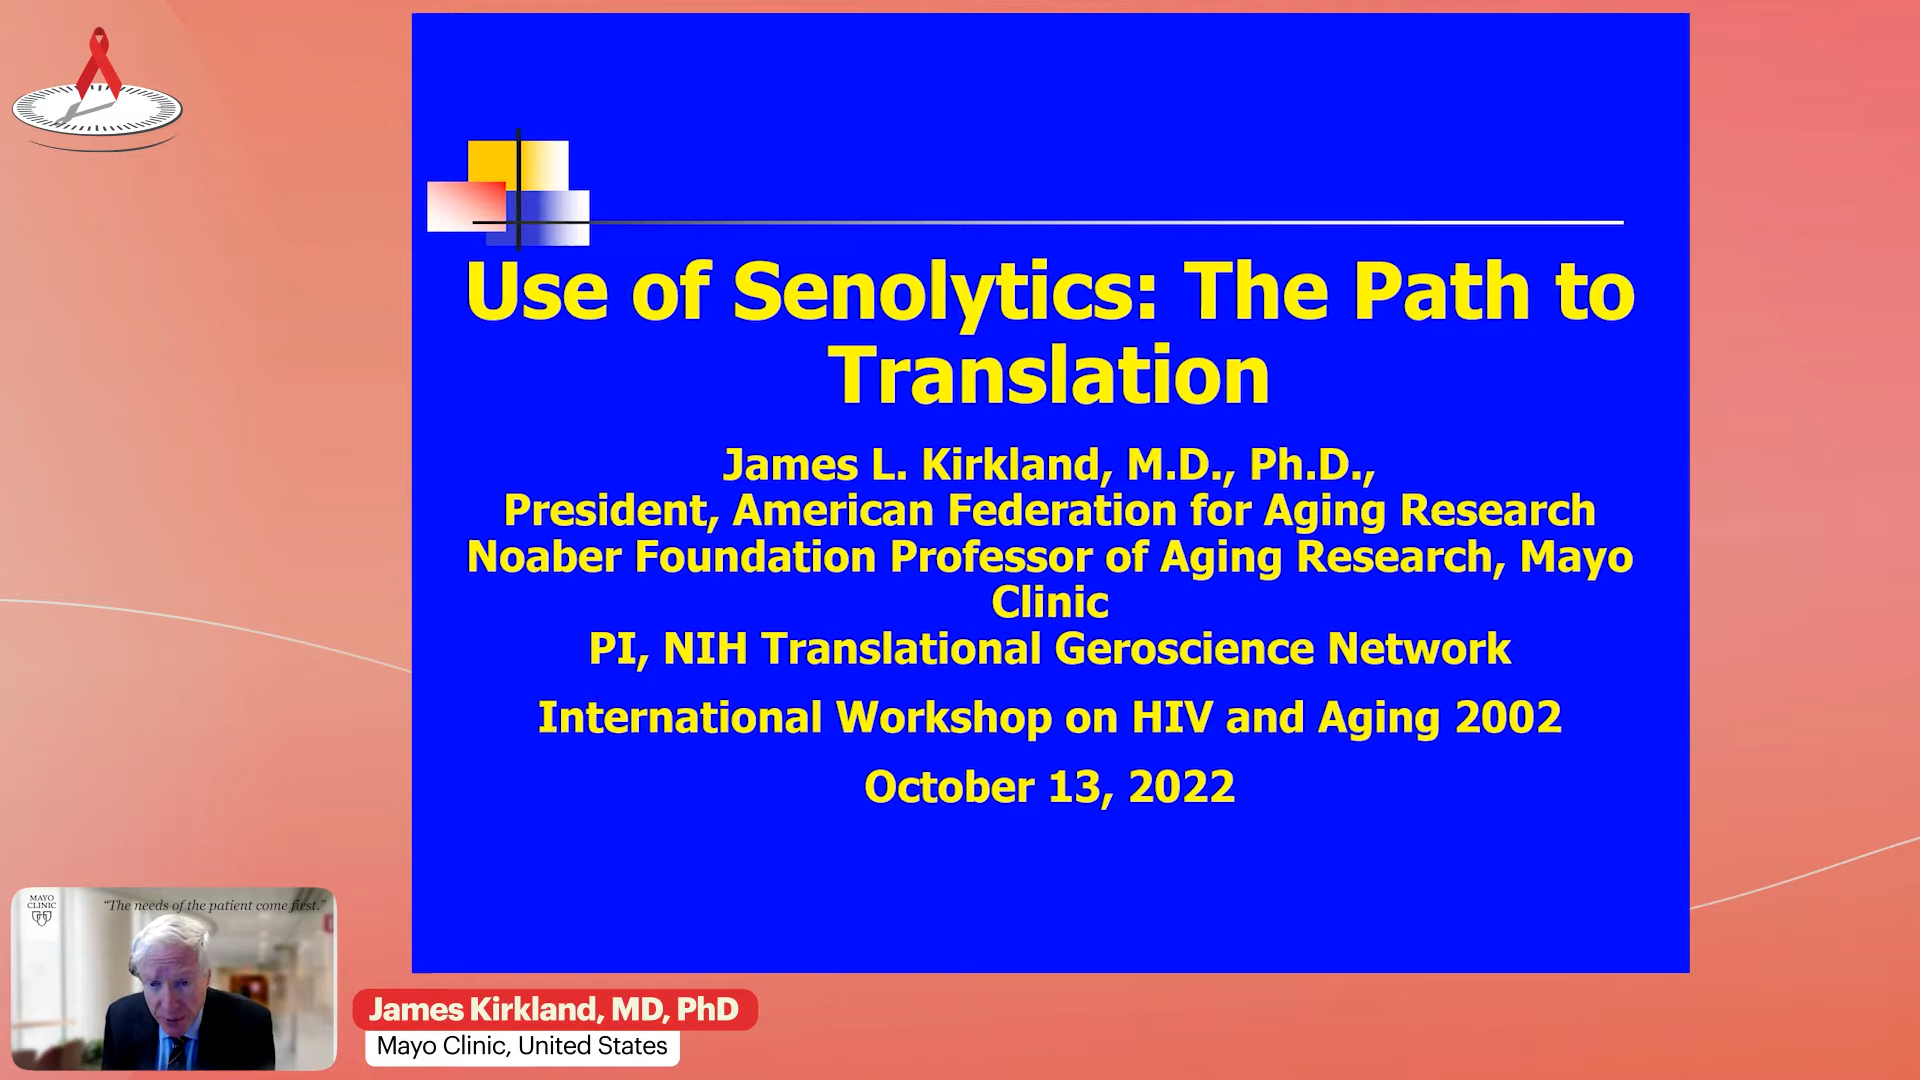 Use of Senolytics: The Path to
Translation
James L. Kirkland, M.D., Ph.D.,
President, American Federation for Aging Research
Noaber Foundation Professor of Aging Research, Mayo
Clinic
PI, NIH Translational Geroscience Network
International Workshop on HIV and Aging 2002
October 13, 2022
MAYO
CLINIC
“The needs of the patient come first.”
James Kirkland, MD, PhD
Mayo Clinic, United States